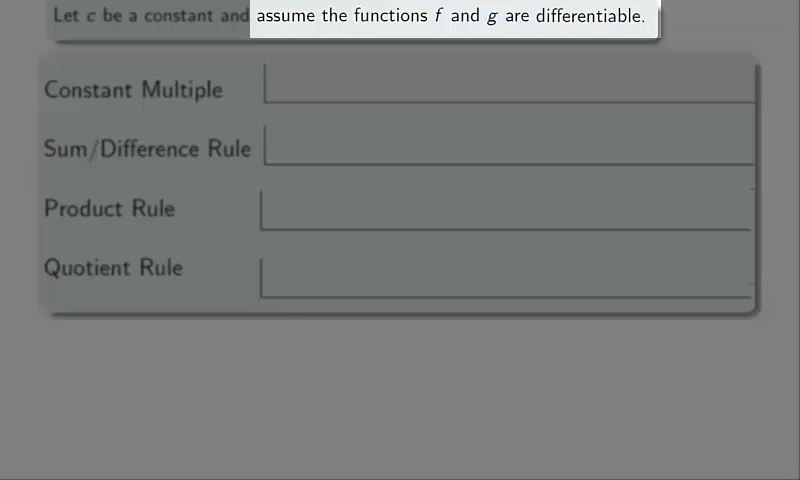 Let c be a constant and assume the functions f and g are differentiable.
Constant Multiple
Sum/Difference Rule
Product Rule
Quotient Rule